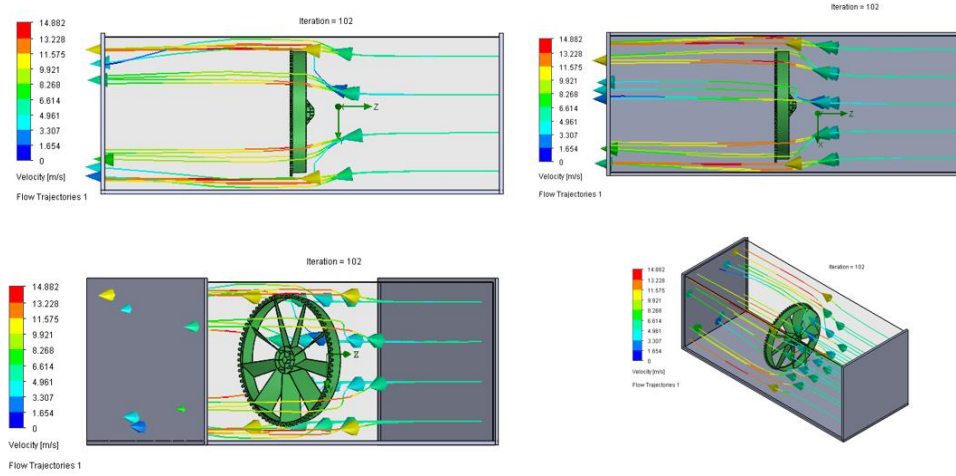 Iteration = 102
14.882
13.228
11.575
9.921
8.268
6.614
4.961
3.307
1.654
0
Velocity [m/s]
Flow Trajectories 1
Z
Iteration = 102
14.882
13.228
11.575
9.921
8.268
6.614
4.961
3.307
1.654
0
Velocity [m/s]
Flow Trajectories 1
Z
X
Iteration = 102
14.882
13.228
11.575
9.921
8.268
6.614
4.961
3.307
1.654
0
Velocity [m/s]
Flow Trajectories 1
Z
Iteration = 102
14.882
13.228
11.575
9.921
8.268
6.614
4.961
3.307
1.654
0
Velocity [m/s]
Flow Trajectories 1